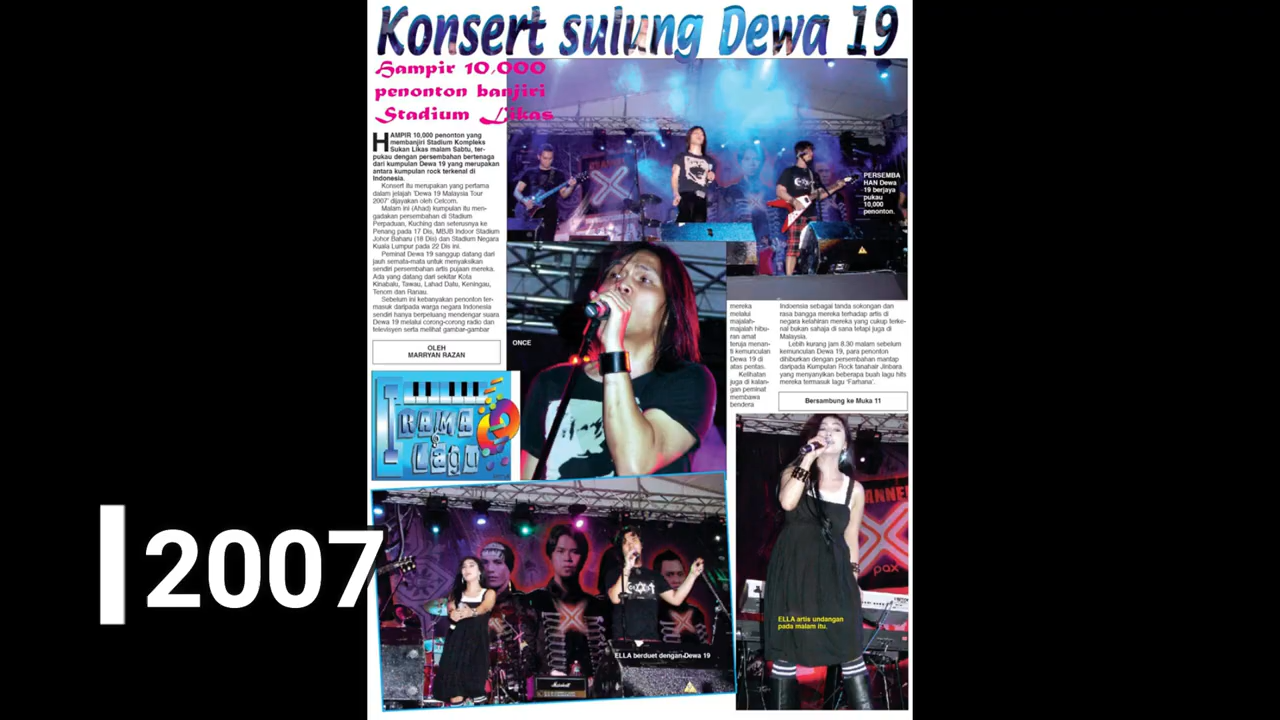 Konsert sulung Dewa 19
Hampir 10,000
penonton banjiri
Stadium Likas
HAMPIR 10,000 penonton yang
membanjiri Stadium Kompleks
Sukan Likas malam Sabtu, ter-
pukau dengan persembahan bertenaga
dari kumpulan Dewa 19 yang merupakan
antara kumpulan rock terkenal di
Indonesia.
Konsert itu merupakan yang pertama
dalam jelajah 'Dewa 19 Malaysia Tour
2007' dijayakan oleh Celcom.
Malam ini (Ahad) kumpulan itu men-
gadakan persembahan di Stadium
Perpaduan, Kuching dan seterusnya ke
Penang pada 17 Dis, MBJB Indoor Stadium
Johor Baharu (18 Dis) dan Stadium Negara
Kuala Lumpur pada 22 Dis ini.
Peminat Dewa 19 sanggup datang dari
jauh semata-mata untuk menyaksikan
sendiri persembahan artis pujaan mereka.
Ada yang datang dari sekitar Kota
Kinabalu, Tawau, Lahad Datu, Keningau,
Tenom dan Ranau.
Sebelum ini kebanyakan penonton ter-
masuk daripada warga negara Indonesia
sendiri hanya berpeluang mendengar suara
Dewa 19 melalui corong-corong radio dan
televisyen serta melihat gambar-gambar
OLEH
MARRYAN RAZAN
IRAMA
&
Lagu
PERSEMBA
HAN Dewa
19 berjaya
pukau
10,000
penonton.
ONCE
mereka
melalui
majalah-
majalah hibu-
ran amat
teruja menan-
ti kemunculan
Dewa 19 di
atas pentas.
Kelihatan
juga di kalan-
gan peminat
membawa
bendera
Indoensia sebagai tanda sokongan dan
rasa bangga mereka terhadap artis di
negara kelahiran mereka yang cukup terke-
nal bukan sahaja di sana tetapi juga di
Malaysia.
Lebih kurang jam 8.30 malam sebelum
kemunculan Dewa 19, para penonton
dihiburkan dengan persembahan mantap
daripada Kumpulan Rock tanahair Jinbara
yang menyanyikan beberapa buah lagu hits
mereka termasuk lagu 'Farhana'.
Bersambung ke Muka 11
2007
ELLA berduet dengan Dewa 19
Marshall
pax
ELLA artis undangan
pada malam itu.